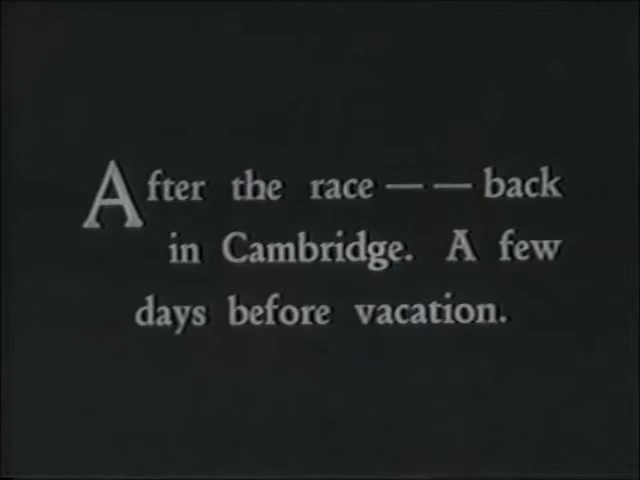 After the race — — back
in Cambridge. A few
days before vacation.